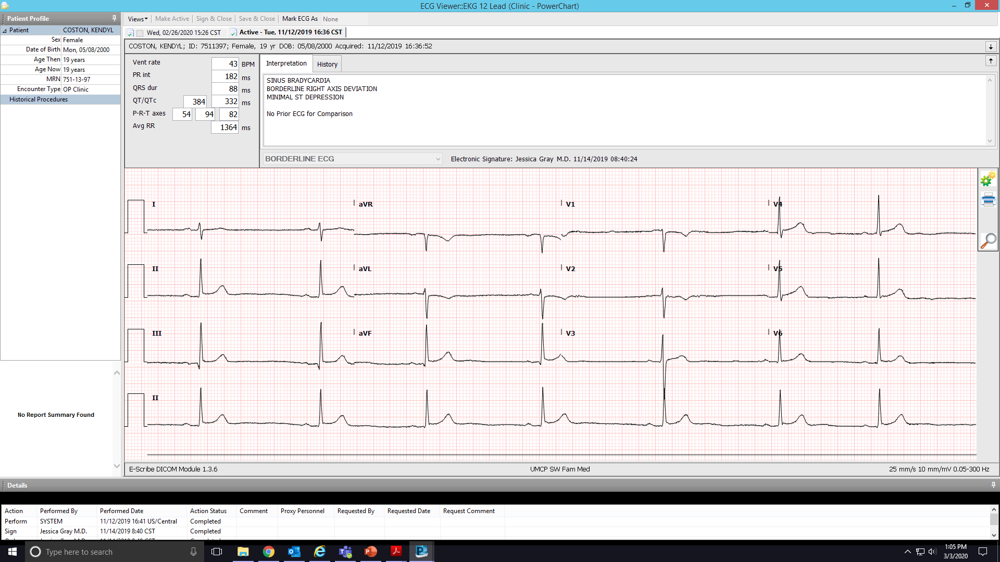 ECG Viewer::EKG 12 Lead (Clinic - PowerChart)
Patient Profile
Patient COSTON, KENDYL
Sex Female
Date of Birth Mon, 05/08/2000
Age Then 19 years
Age Now 19 years
MRN 751-13-97
Encounter Type OP Clinic
Historical Procedures
No Report Summary Found
Views Make Active Sign & Close Save & Close Mark ECG As None
Wed, 02/26/2020 15:26 CST Active - Tue, 11/12/2019 16:36 CST
COSTON, KENDYL; ID: 7511397; Female, 19 yr DOB: 05/08/2000 Acquired: 11/12/2019 16:36:52
Vent rate 43 BPM
PR int 182 ms
QRS dur 88 ms
QT/QTc 384 332 ms
P-R-T axes 54 94 82
Avg RR 1364 ms
Interpretation History
SINUS BRADYCARDIA
BORDERLINE RIGHT AXIS DEVIATION
MINIMAL ST DEPRESSION
No Prior ECG for Comparison
BORDERLINE ECG Electronic Signature: Jessica Gray M.D. 11/14/2019 08:40:24
I aVR V1 V4
II aVL V2 V5
III aVF V3 V6
II
E-Scribe DICOM Module 1.3.6 UMCP SW Fam Med 25 mm/s 10 mm/mV 0.05-300 Hz
Details
Action Performed By Performed Date Action Status Comment Proxy Personnel Requested By Requested Date Request Comment
Perform SYSTEM 11/12/2019 16:41 US/Central Completed
Sign Jessica Gray M.D. 11/14/2019 8:40 CST Completed
Type here to search
1:05 PM
3/3/2020